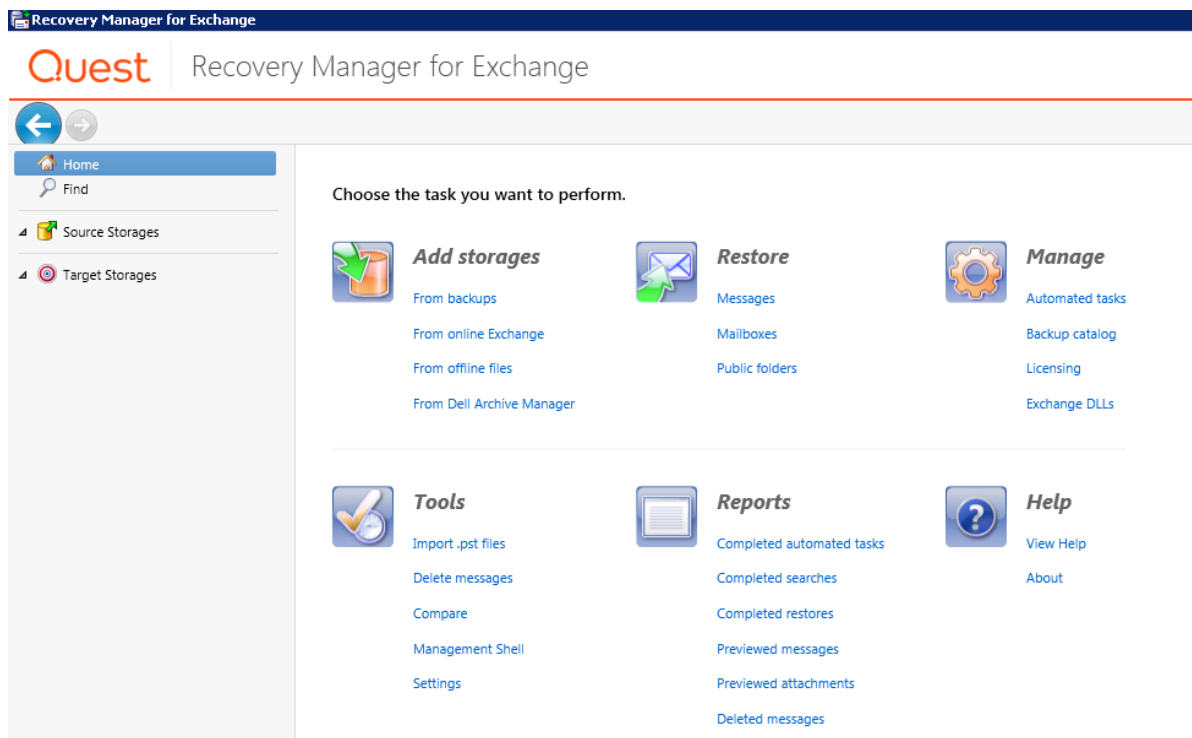 Recovery Manager for Exchange
Quest Recovery Manager for Exchange
Home
Find
Source Storages
Target Storages
Choose the task you want to perform.
Add storages
From backups
From online Exchange
From offline files
From Dell Archive Manager
Restore
Messages
Mailboxes
Public folders
Manage
Automated tasks
Backup catalog
Licensing
Exchange DLLs
Tools
Import .pst files
Delete messages
Compare
Management Shell
Settings
Reports
Completed automated tasks
Completed searches
Completed restores
Previewed messages
Previewed attachments
Deleted messages
Help
View Help
About